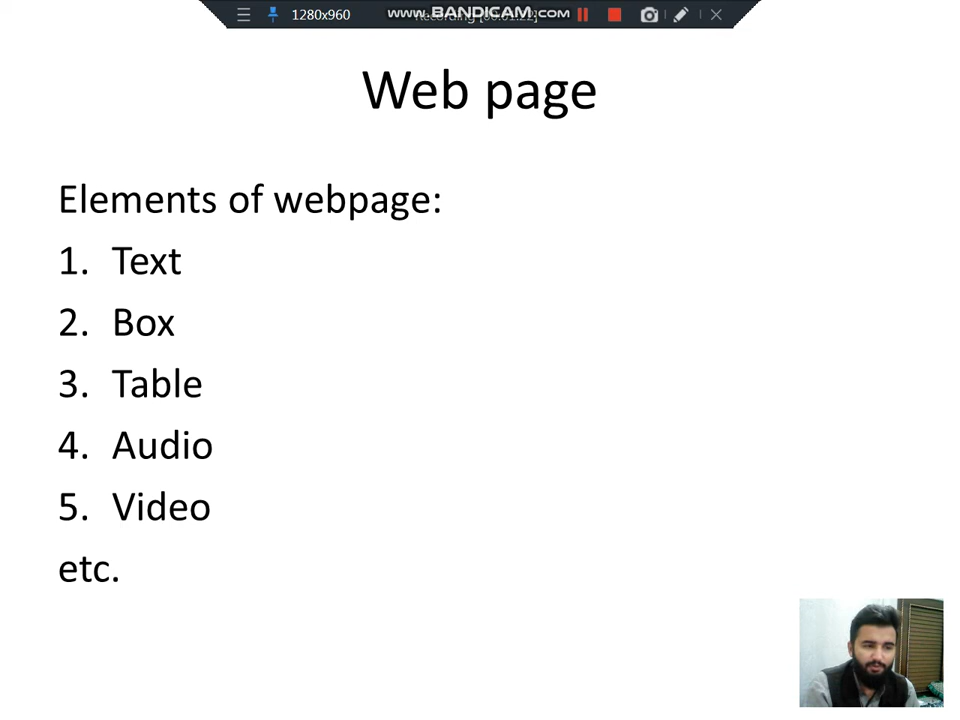 1280x960 www.BANDICAM.com
Web page
Elements of webpage:
1. Text
2. Box
3. Table
4. Audio
5. Video
etc.